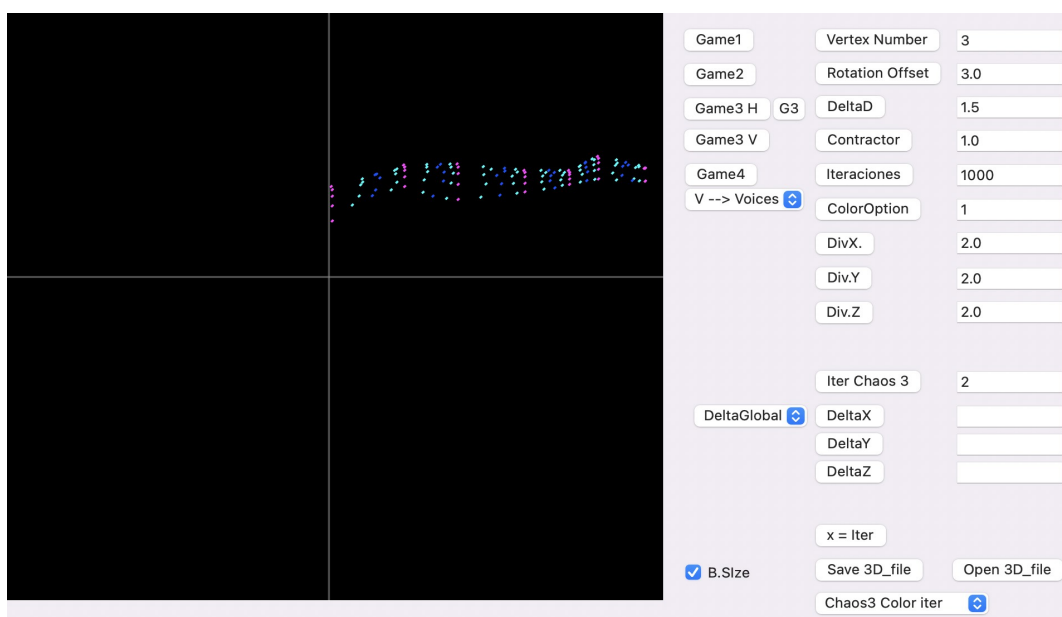 Game1 Vertex Number 3
Game2 Rotation Offset 3.0
Game3 H G3 DeltaD 1.5
Game3 V Contractor 1.0
Game4 Iteraciones 1000
V --> Voices ColorOption 1
DivX. 2.0
Div.Y 2.0
Div.Z 2.0
Iter Chaos 3 2
DeltaGlobal DeltaX
DeltaY
DeltaZ
x = Iter
B.SIze Save 3D_file Open 3D_file
Chaos3 Color iter